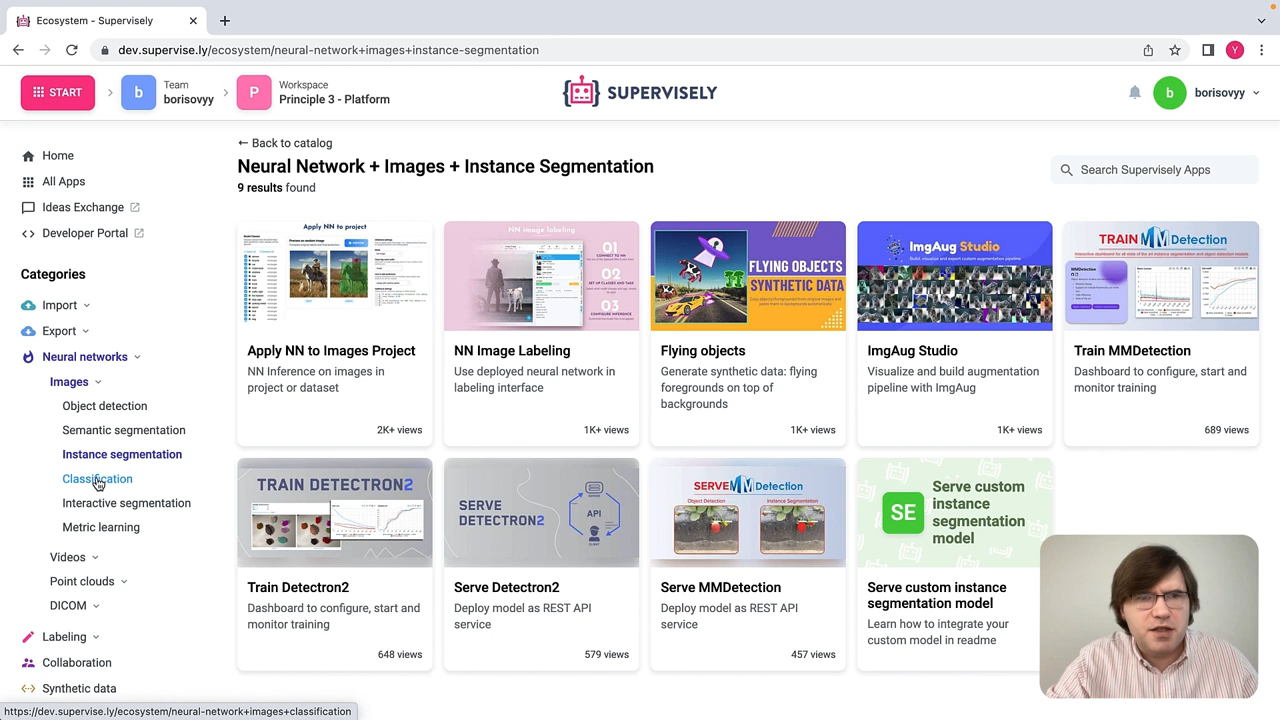 Ecosystem - Supervisely
dev.supervise.ly/ecosystem/neural-network+images+instance-segmentation
Y
START
b
Team
borisovyy
P
Workspace
Principle 3 - Platform
SUPERVISELY
b
borisovyy
Home
All Apps
Ideas Exchange
Developer Portal
Categories
Import
Export
Neural networks
Images
Object detection
Semantic segmentation
Instance segmentation
Classification
Interactive segmentation
Metric learning
Videos
Point clouds
DICOM
Labeling
Collaboration
Synthetic data
← Back to catalog
Neural Network + Images + Instance Segmentation
9 results found
Search Supervisely Apps
Apply NN to project
Apply NN to Images Project
NN Inference on images in
project or dataset
2K+ views
NN image labeling
01
02
03
NN Image Labeling
Use deployed neural network in
labeling interface
1K+ views
FLYING OBJECTS
SYNTHETIC DATA
Flying objects
Generate synthetic data: flying
foregrounds on top of
backgrounds
1K+ views
ImgAug Studio
Build, visualize and export custom augmentation pipeline
ImgAug Studio
Visualize and build augmentation
pipeline with ImgAug
1K+ views
TRAIN MMDetection
MMDetection
Train MMDetection
Dashboard to configure, start and
monitor training
689 views
TRAIN DETECTRON2
Train Detectron2
Dashboard to configure, start and
monitor training
648 views
SERVE
DETECTRON2
API
Serve Detectron2
Deploy model as REST API
service
579 views
SERVE MMDetection
Object Detection
Instance Segmentation
Serve MMDetection
Deploy model as REST API
service
457 views
SE
Serve custom
instance
segmentation
model
Serve custom instance
segmentation model
Learn how to integrate your
custom model in readme
https://dev.supervise.ly/ecosystem/neural-network+images+classification